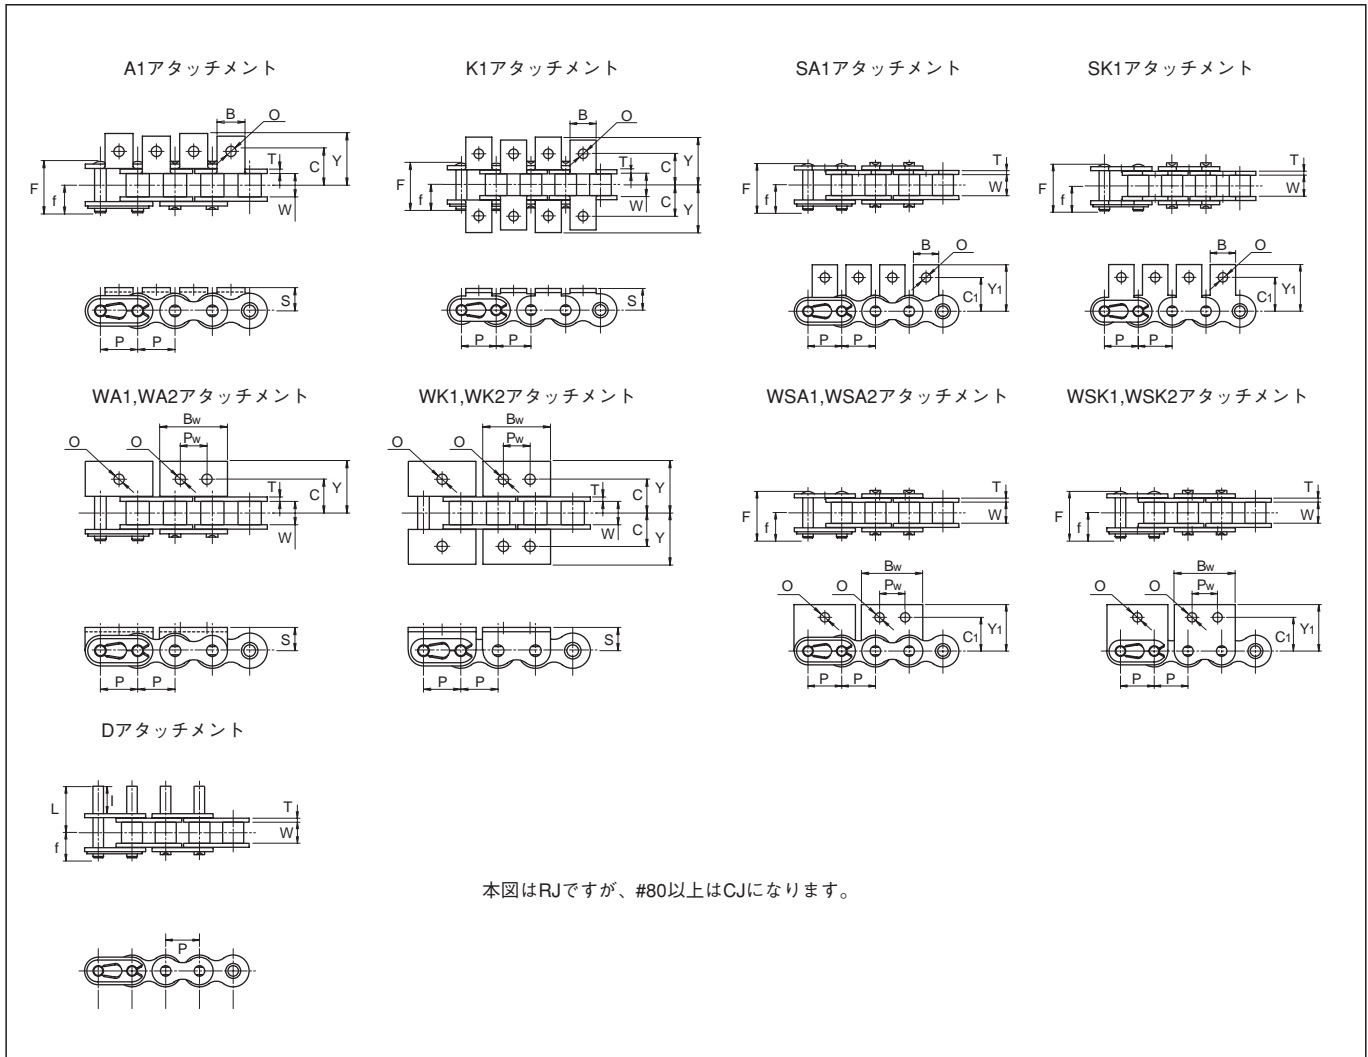 A1アタッチメント
K1アタッチメント
SA1アタッチメント
SK1アタッチメント
B O
T
C Y
F f
W
S
P P
B O
T
C Y
F f
W
C Y
S
P P
T
F f
W
B O
C1 Y1
P P
T
F f
W
B O
C1 Y1
P P
WA1,WA2アタッチメント
WK1,WK2アタッチメント
WSA1,WSA2アタッチメント
WSK1,WSK2アタッチメント
Bw
O O Pw
T C Y
W
S
P P
Bw
O O Pw
T C Y
W C Y
S
P P
T
F f
W
Bw
O O Pw
C1 Y1
P P
T
F f
W
Bw
O O Pw
C1 Y1
P P
Dアタッチメント
L l
T
f
W
P
本図はRJですが、#80以上はCJになります。